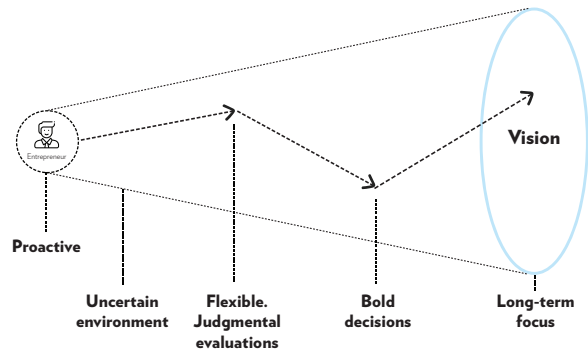 Entrepreneur
Vision
Proactive
Uncertain
environment
Flexible.
Judgmental
evaluations
Bold
decisions
Long-term
focus